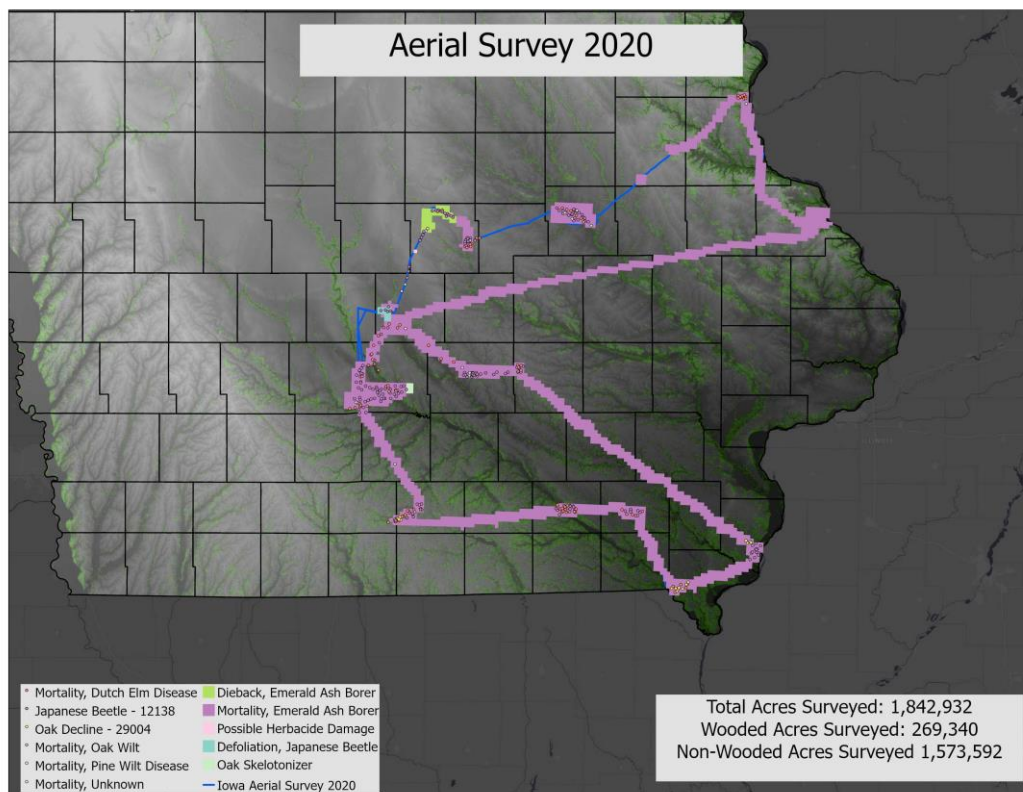 Aerial Survey 2020
Mortality, Dutch Elm Disease
Japanese Beetle - 12138
Oak Decline - 29004
Mortality, Oak Wilt
Mortality, Pine Wilt Disease
Mortality, Unknown
Dieback, Emerald Ash Borer
Mortality, Emerald Ash Borer
Possible Herbacide Damage
Defoliation, Japanese Beetle
Oak Skelotonizer
Iowa Aerial Survey 2020
Total Acres Surveyed: 1,842,932
Wooded Acres Surveyed: 269,340
Non-Wooded Acres Surveyed 1,573,592